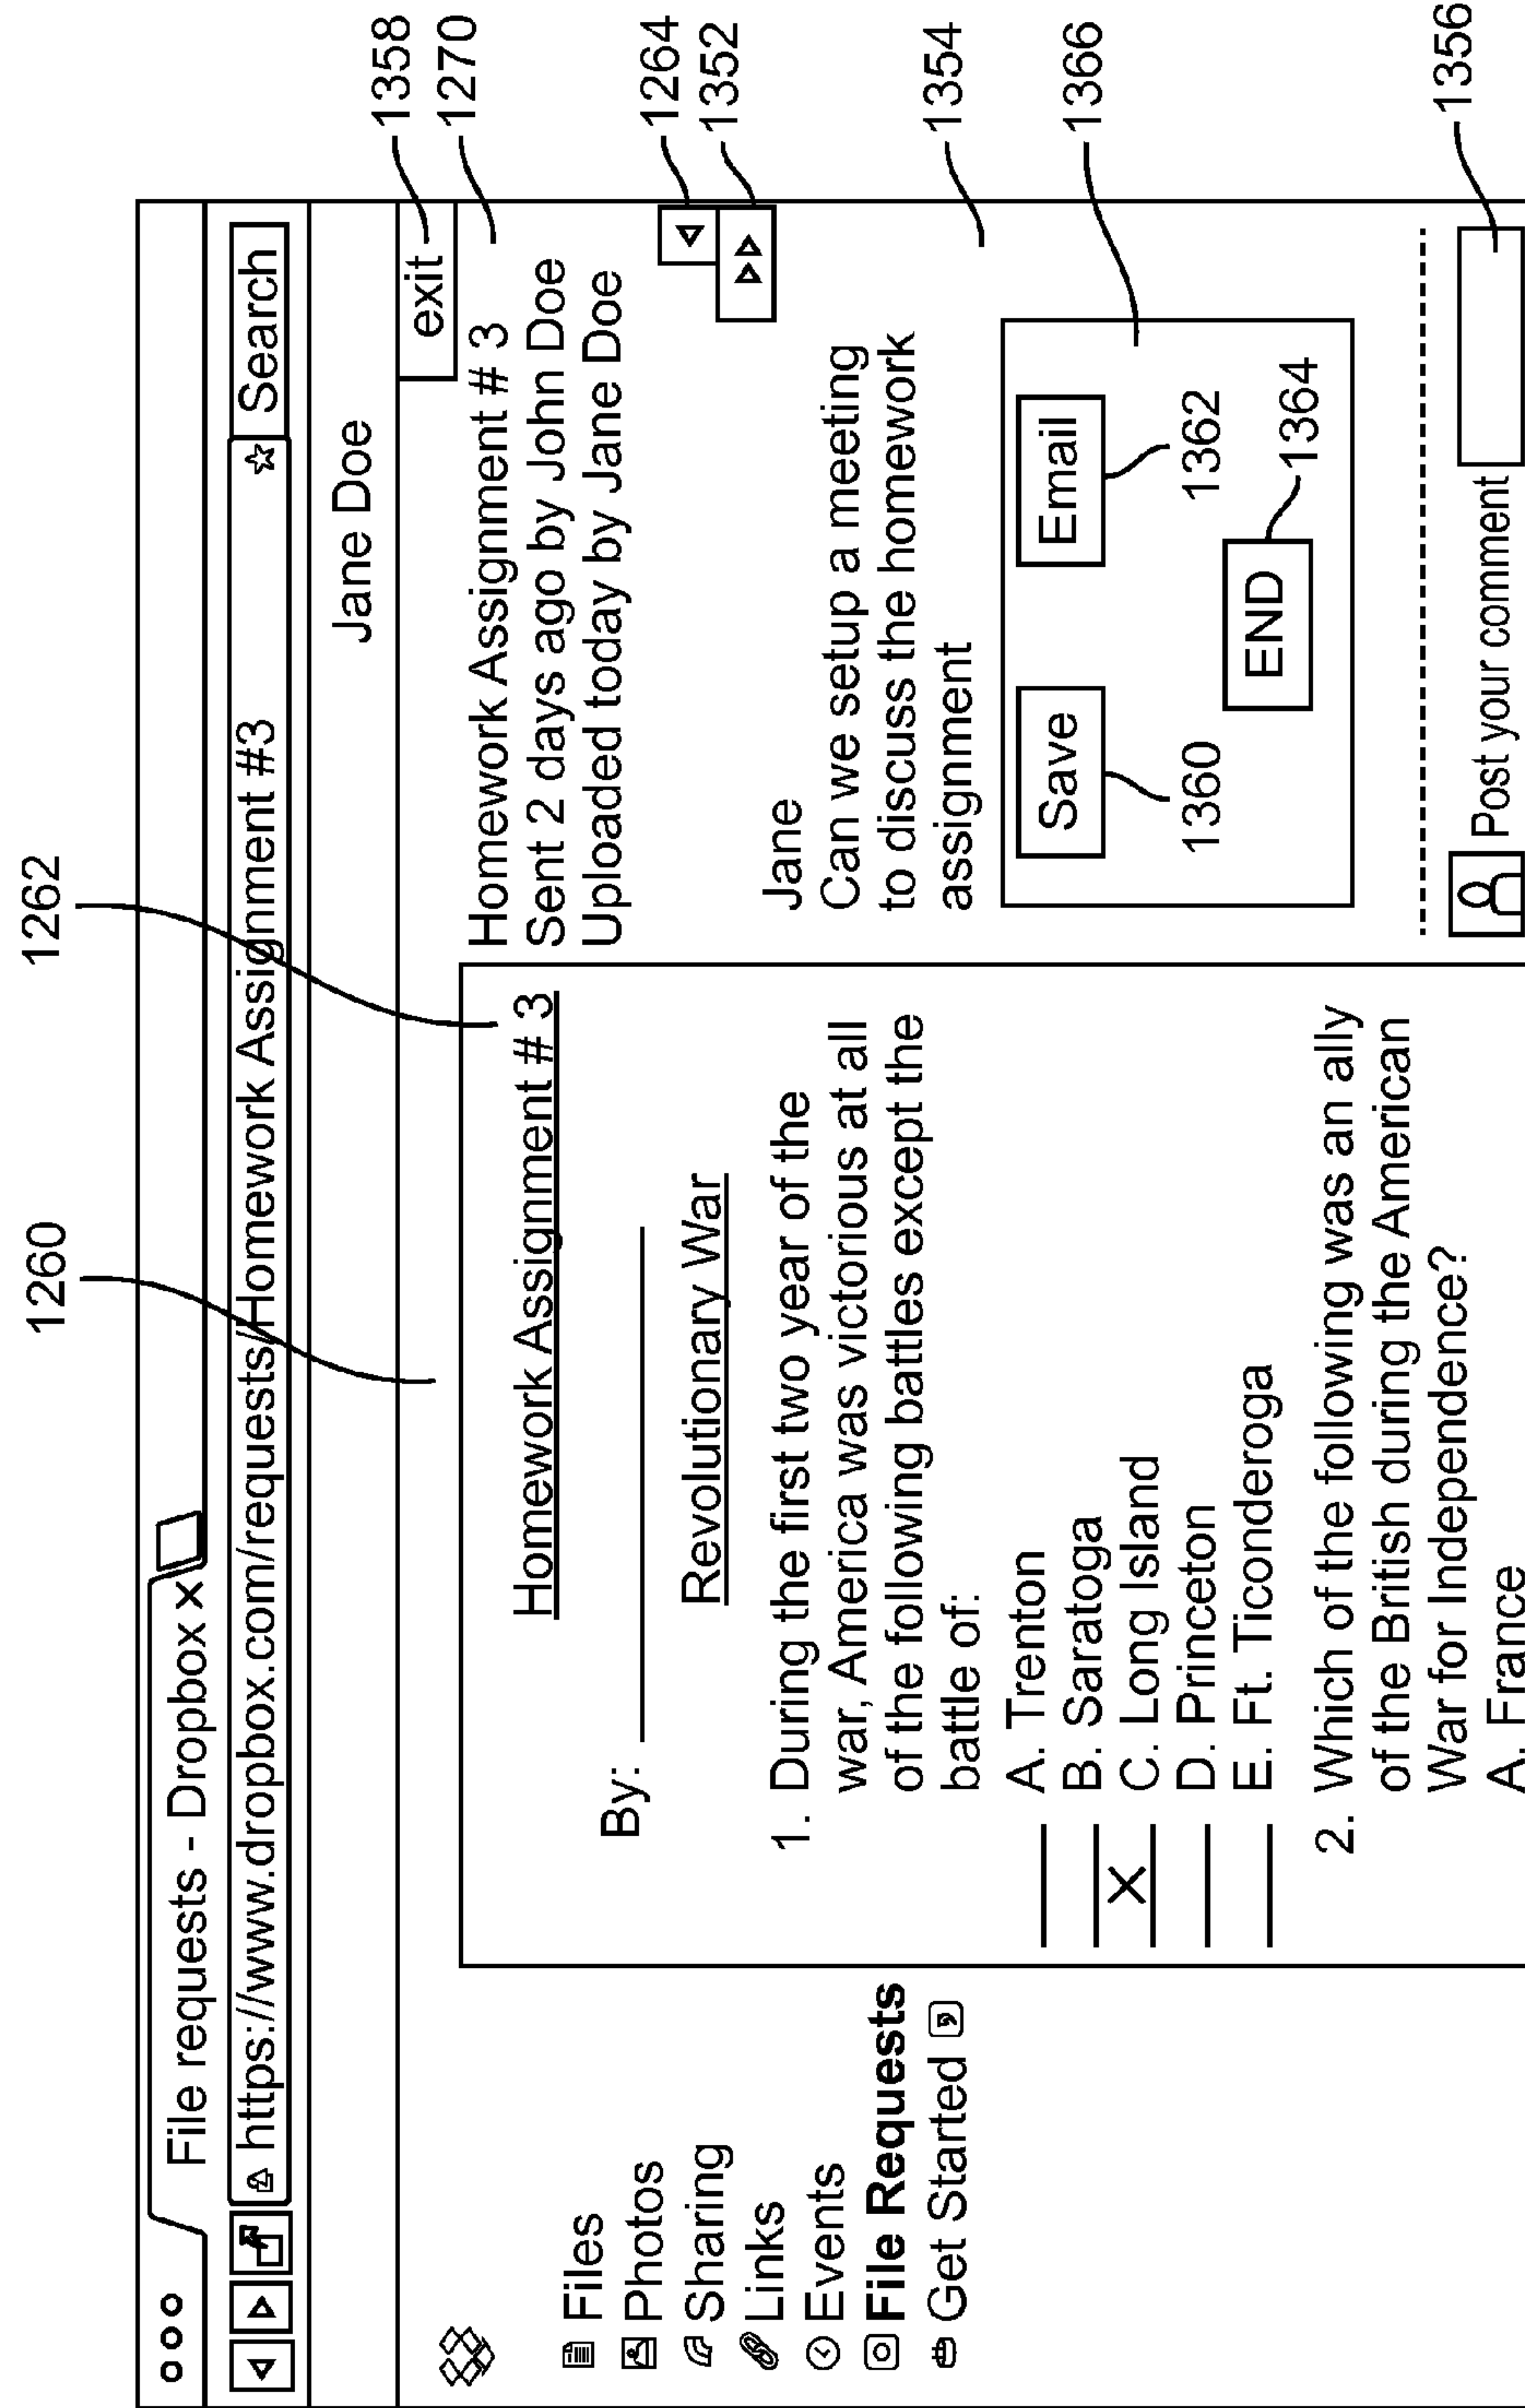 1260
1262
File requests - Dropbox x
https://www.dropbox.com/requests/Homework Assignment #3
Search
Jane Doe
exit
1358
Files
Photos
Sharing
Links
Events
File Requests
Get Started
Homework Assignment # 3
By:
Revolutionary War
1. During the first two year of the
war, America was victorious at all
of the following battles except the
battle of:
A. Trenton
B. Saratoga
X C. Long Island
D. Princeton
E. Ft. Ticonderoga
2. Which of the following was an ally
of the British during the American
War for Independence?
A. France
Homework Assignment # 3
1270
Sent 2 days ago by John Doe
Uploaded today by Jane Doe
1264
1352
Jane
Can we setup a meeting
to discuss the homework
assignment
1354
Save
Email
1366
1360
1362
END
1364
Post your comment
1356